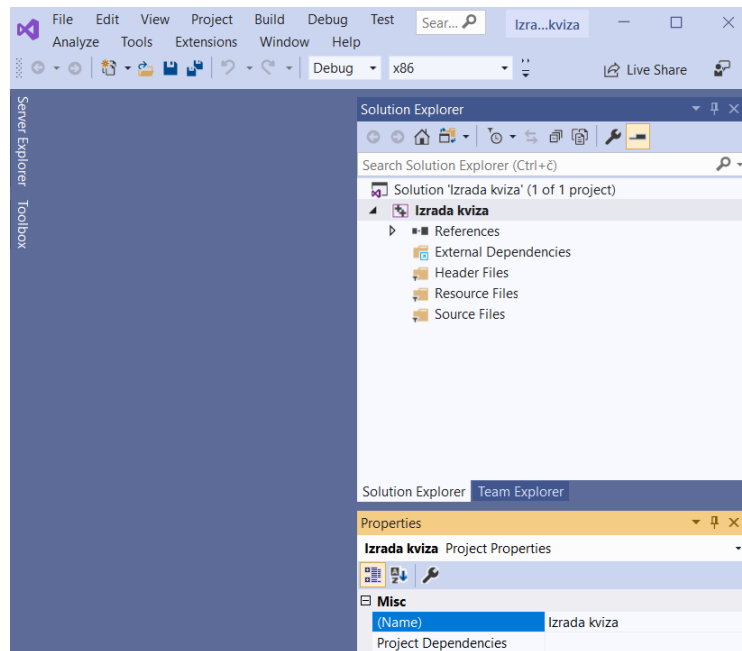 File Edit View Project Build Debug Test Sear... Izra...kviza
Analyze Tools Extensions Window Help
Debug x86 Live Share
Server Explorer
Toolbox
Solution Explorer
Search Solution Explorer (Ctrl+č)
Solution 'Izrada kviza' (1 of 1 project)
Izrada kviza
References
External Dependencies
Header Files
Resource Files
Source Files
Solution Explorer Team Explorer
Properties
Izrada kviza Project Properties
Misc
(Name) Izrada kviza
Project Dependencies